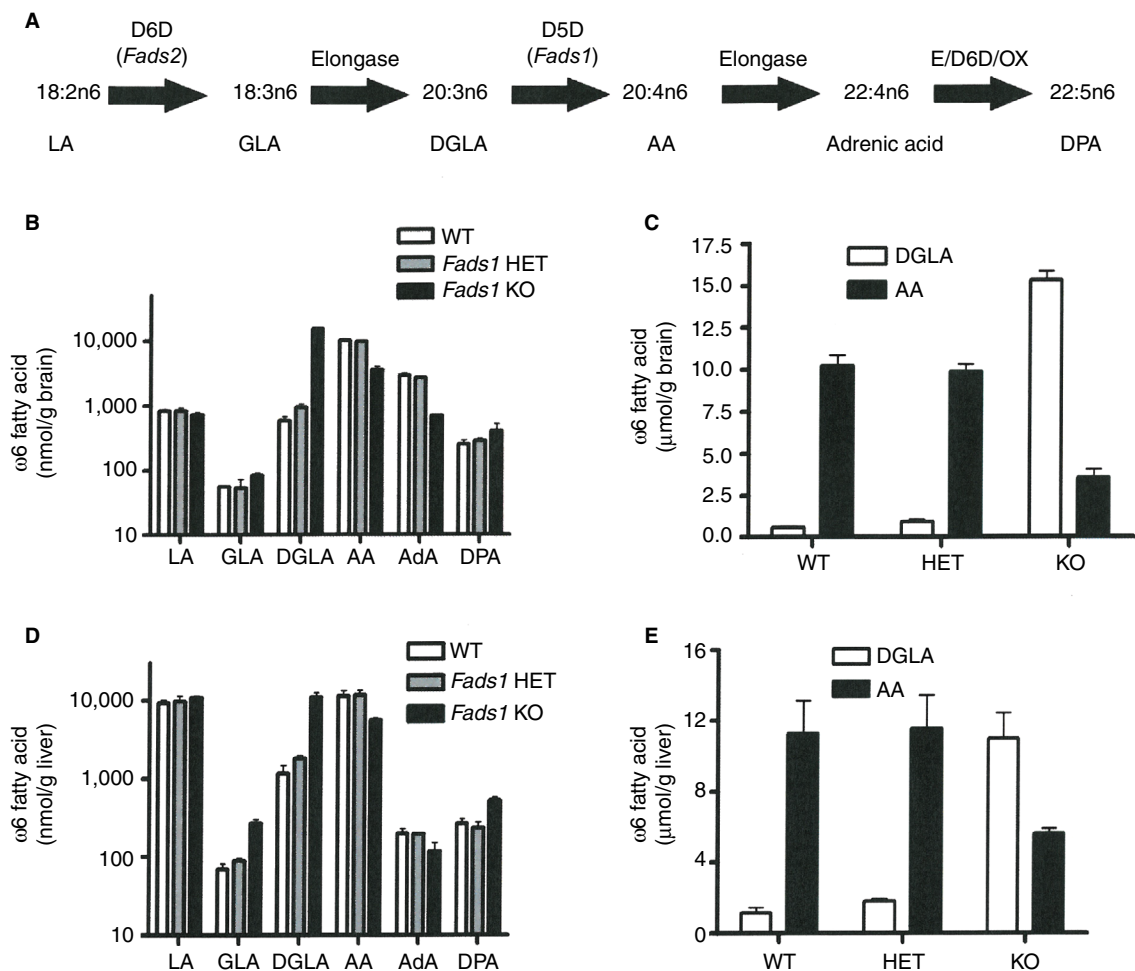 A
D6D
(Fads2)
Elongase
D5D
(Fads1)
Elongase
E/D6D/OX
18:2n6
18:3n6
20:3n6
20:4n6
22:4n6
22:5n6
LA
GLA
DGLA
AA
Adrenic acid
DPA
B
WT
Fads1 HET
Fads1 KO
ω6 fatty acid
(nmol/g brain)
10,000
1,000
100
10
LA GLA DGLA AA AdA DPA
C
DGLA
AA
ω6 fatty acid
(μmol/g brain)
17.5
15.0
12.5
10.0
7.5
5.0
2.5
0.0
WT HET KO
D
WT
Fads1 HET
Fads1 KO
ω6 fatty acid
(nmol/g liver)
10,000
1,000
100
10
LA GLA DGLA AA AdA DPA
E
DGLA
AA
ω6 fatty acid
(μmol/g liver)
16
12
8
4
0
WT HET KO